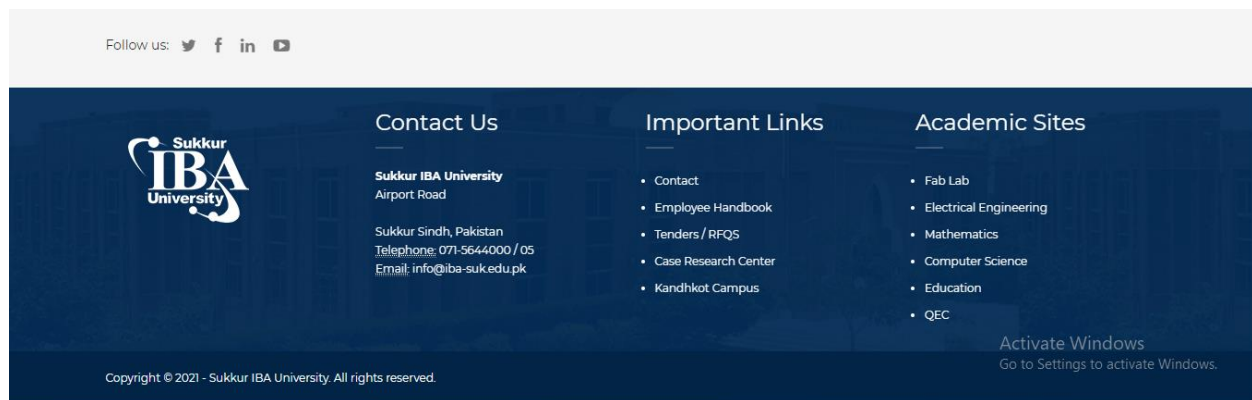 Follow us:
Sukkur
IBA
University
Contact Us
Sukkur IBA University
Airport Road
Sukkur Sindh, Pakistan
Telephone: 071-5644000 / 05
Email: info@iba-suk.edu.pk
Important Links
• Contact
• Employee Handbook
• Tenders / RFQS
• Case Research Center
• Kandhkot Campus
Academic Sites
• Fab Lab
• Electrical Engineering
• Mathematics
• Computer Science
• Education
• QEC
Activate Windows
Go to Settings to activate Windows.
Copyright © 2021 - Sukkur IBA University. All rights reserved.